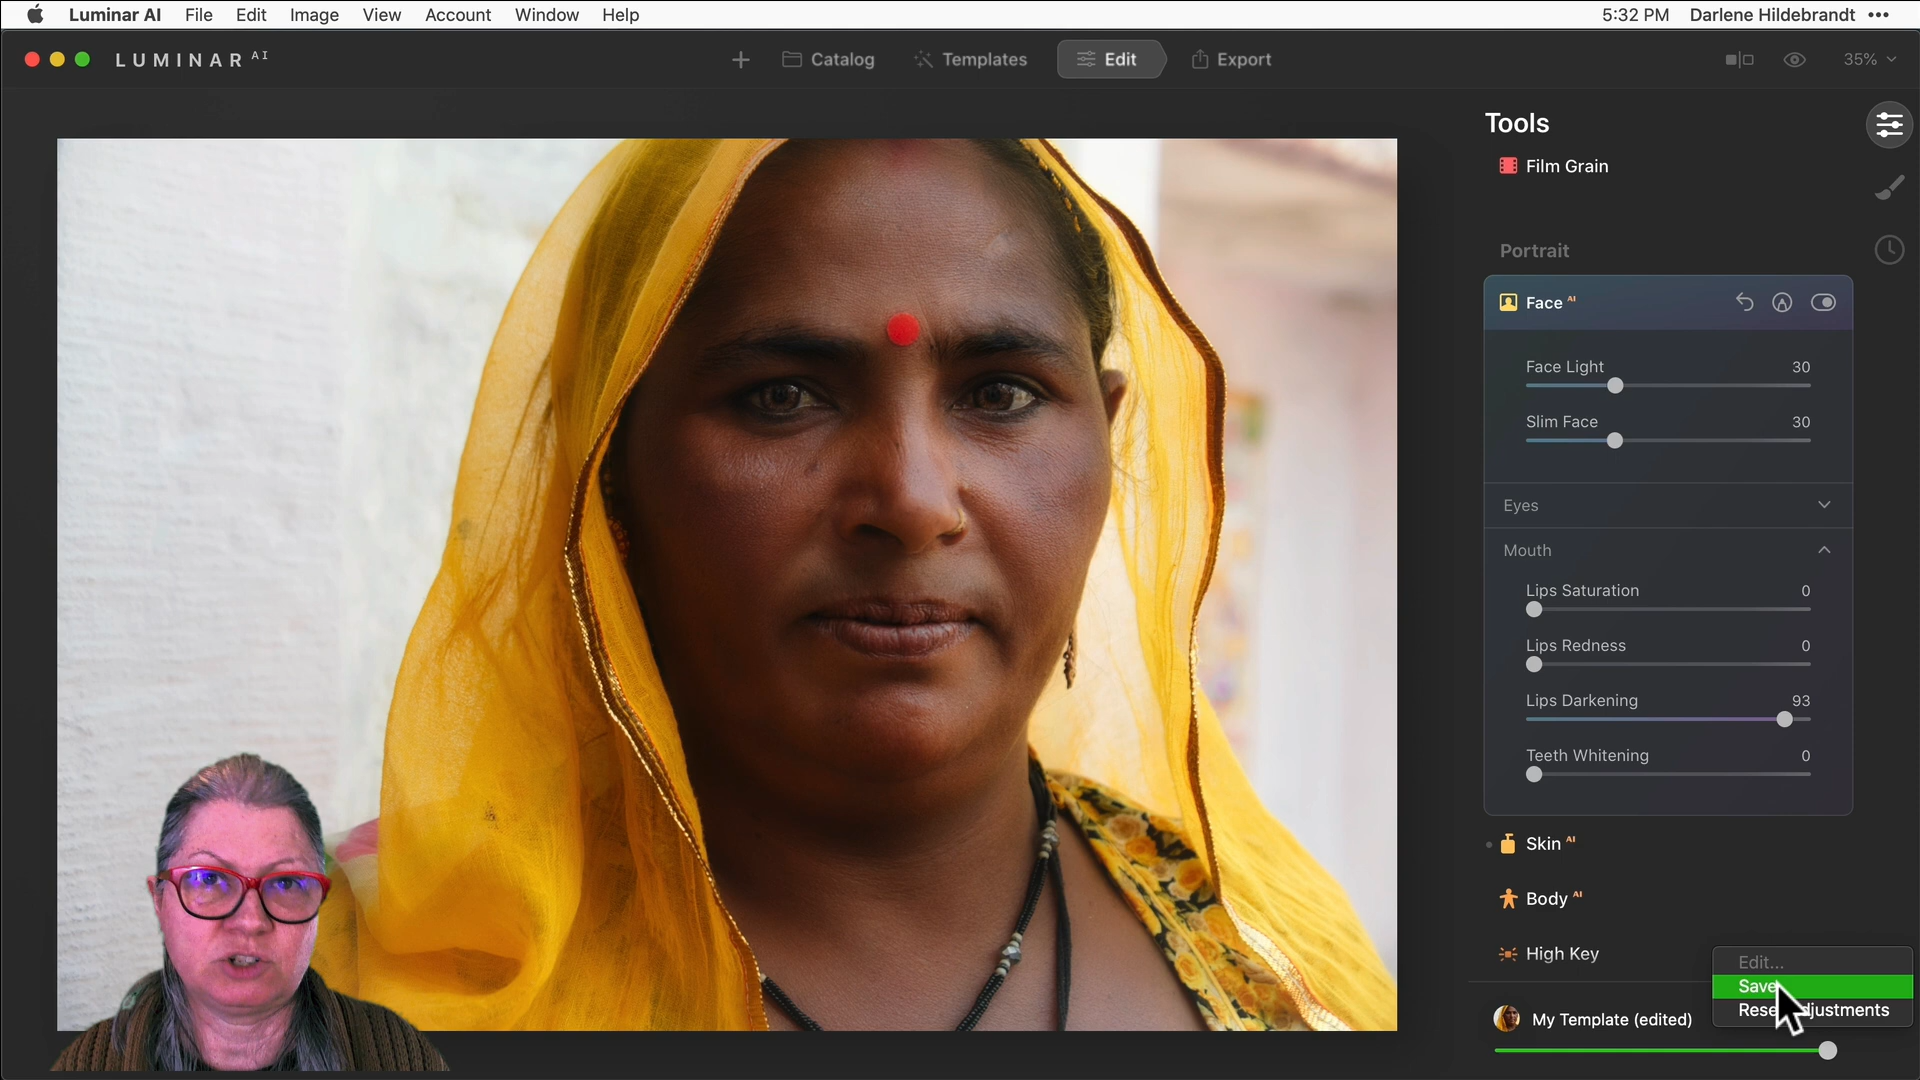 Luminar AI File Edit Image View Account Window Help 5:32 PM Darlene Hildebrandt •••
LUMINAR AI + Catalog Templates Edit Export 35%
Tools
Film Grain
Portrait
Face AI
Face Light 30
Slim Face 30
Eyes
Mouth
Lips Saturation 0
Lips Redness 0
Lips Darkening 93
Teeth Whitening 0
Skin AI
Body AI
High Key
Edit...
Save
Rese djustments
My Template (edited)